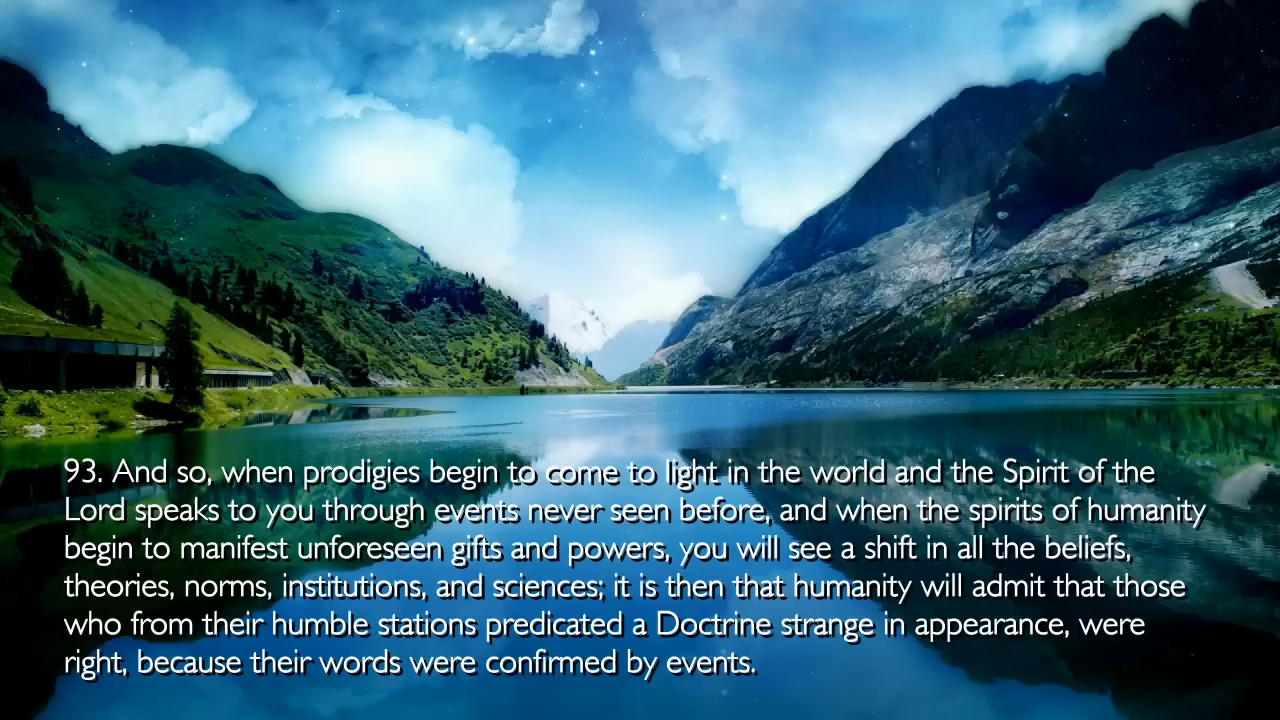 93. And so, when prodigies begin to come to light in the world and the Spirit of the
Lord speaks to you through events never seen before, and when the spirits of humanity
begin to manifest unforeseen gifts and powers, you will see a shift in all the beliefs,
theories, norms, institutions, and sciences; it is then that humanity will admit that those
who from their humble stations predicated a Doctrine strange in appearance, were
right, because their words were confirmed by events.